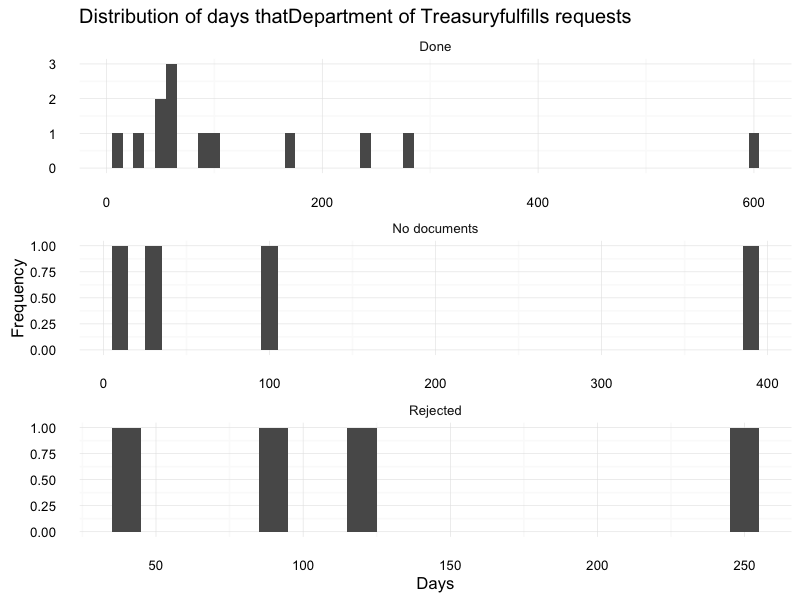 Distribution of days thatDepartment of Treasuryfulfills requests
Done
3
2
1
0
0 200 400 600
No documents
1.00
0.75
0.50
0.25
0.00
0 100 200 300 400
Frequency
Rejected
1.00
0.75
0.50
0.25
0.00
50 100 150 200 250
Days